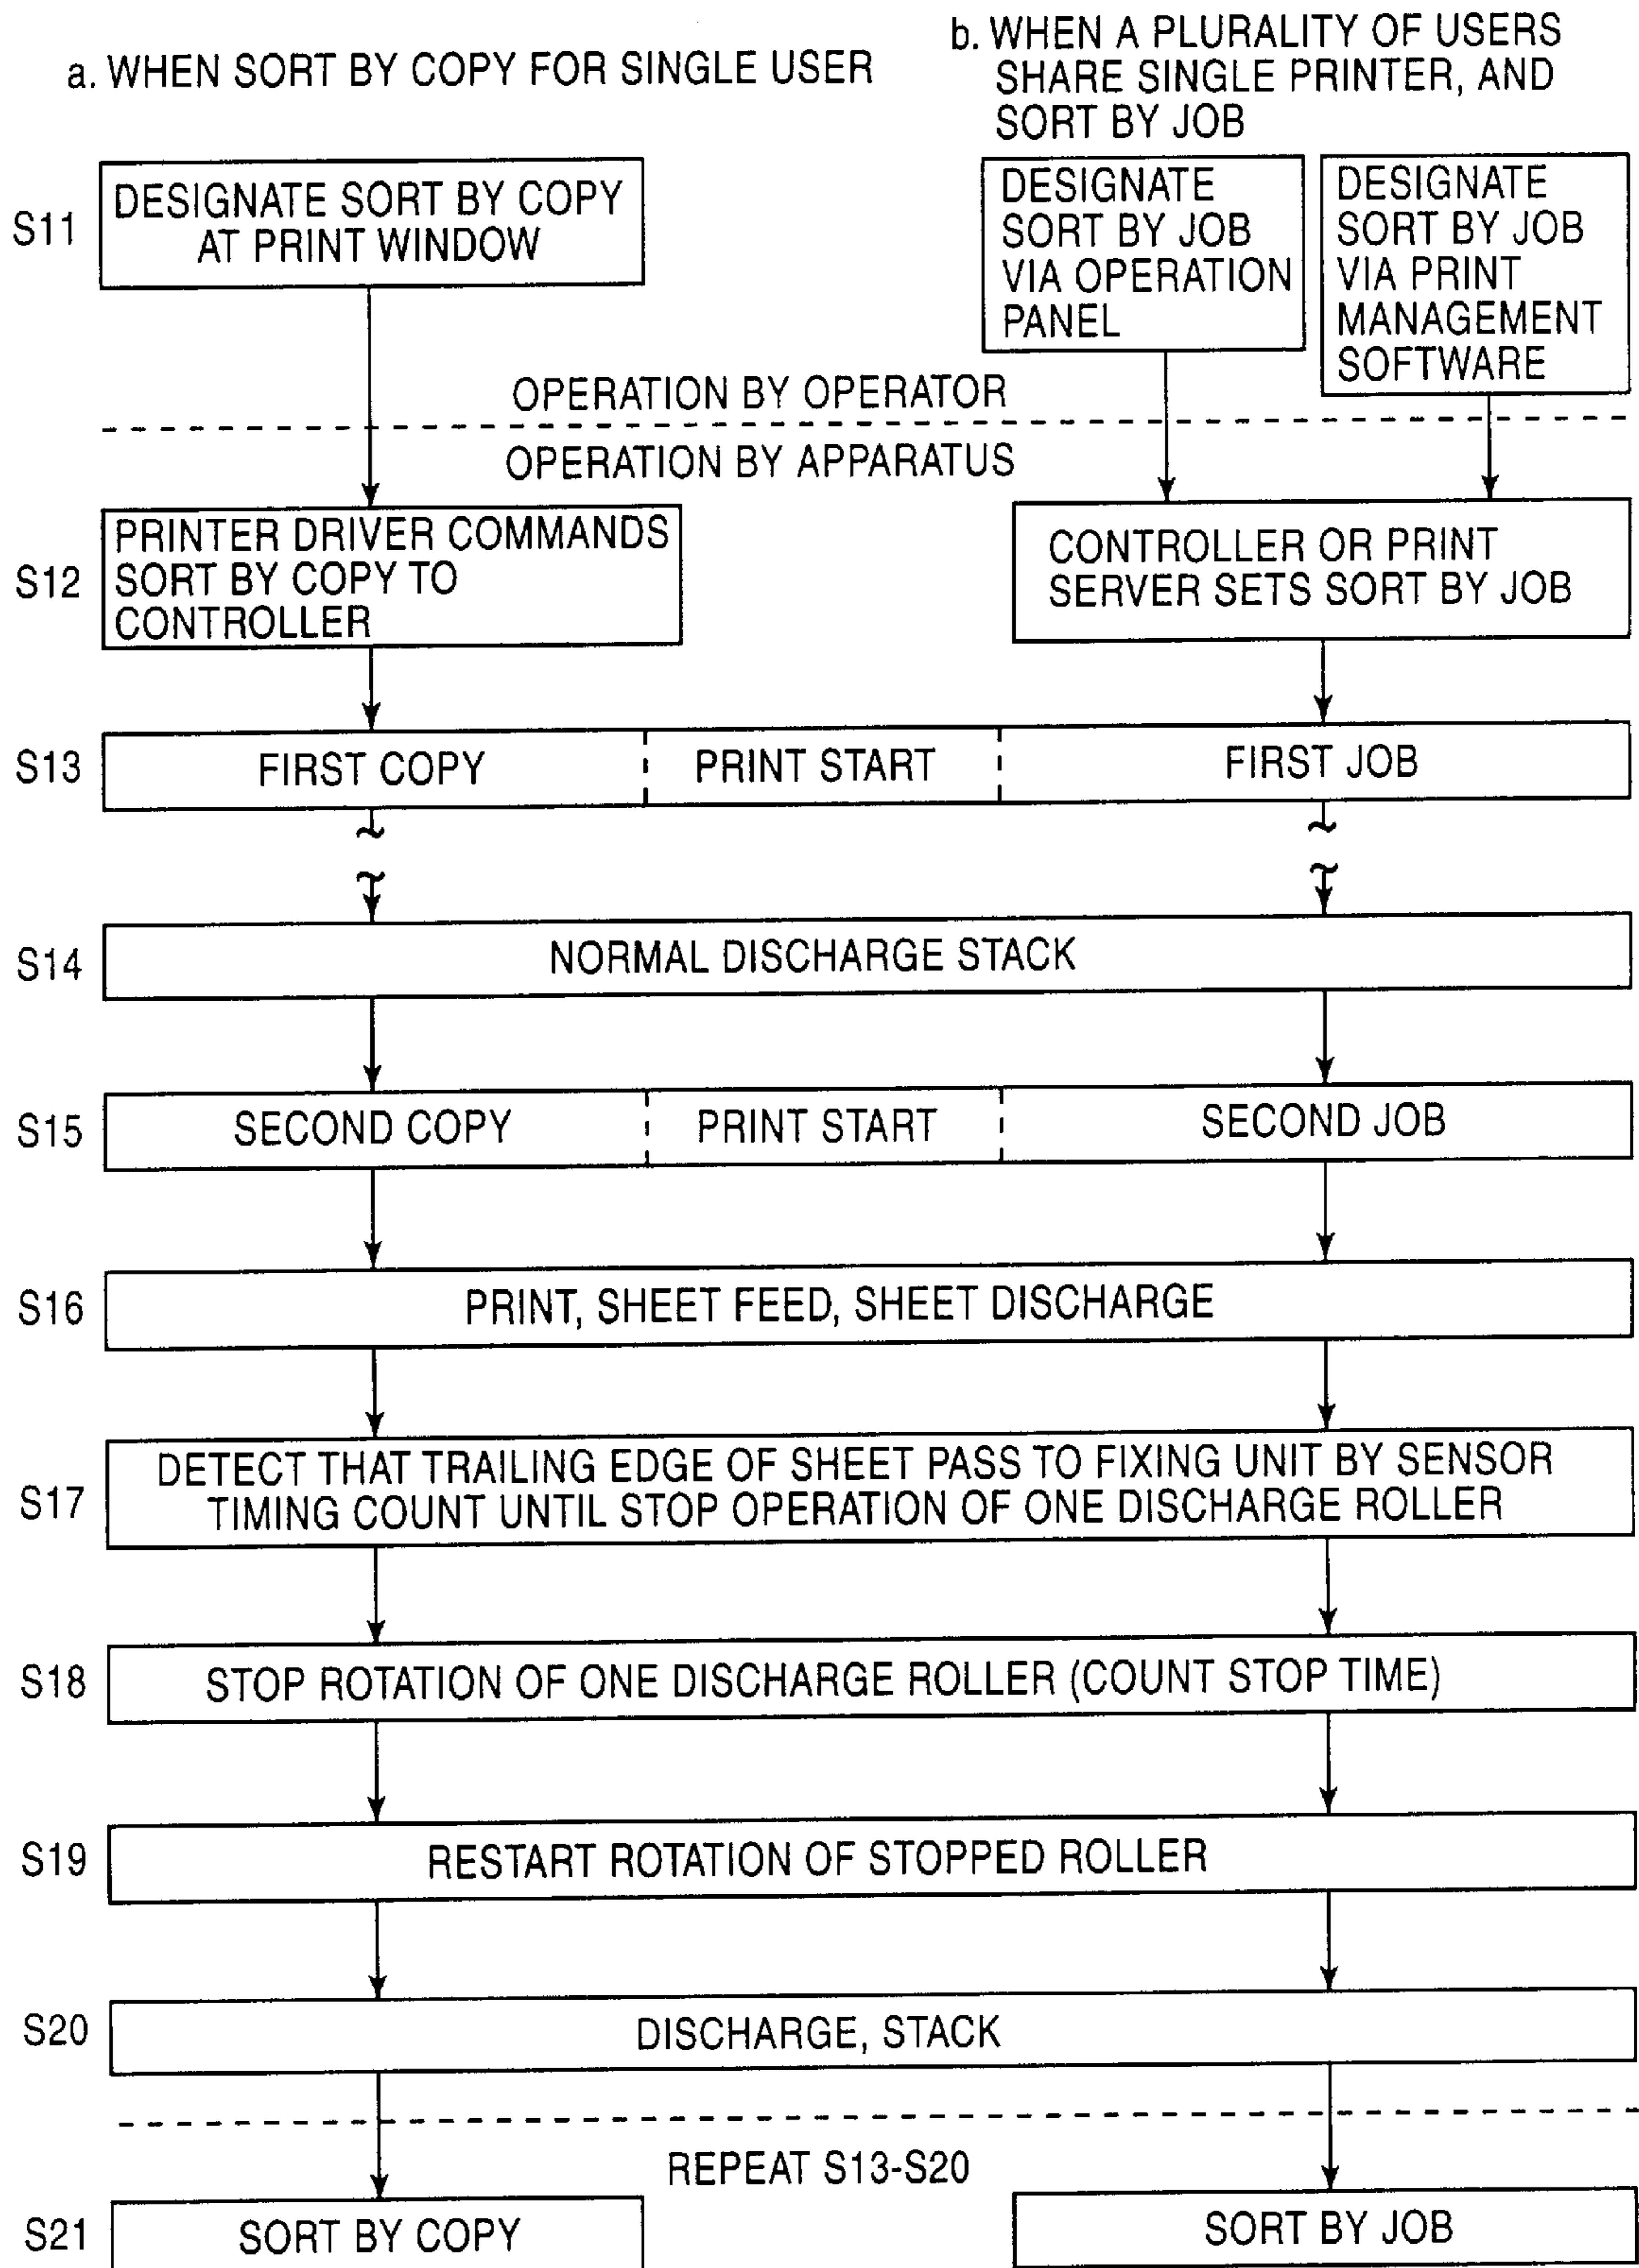 a. WHEN SORT BY COPY FOR SINGLE USER
b. WHEN A PLURALITY OF USERS
SHARE SINGLE PRINTER, AND
SORT BY JOB
S11
DESIGNATE SORT BY COPY
AT PRINT WINDOW
DESIGNATE
SORT BY JOB
VIA OPERATION
PANEL
DESIGNATE
SORT BY JOB
VIA PRINT
MANAGEMENT
SOFTWARE
OPERATION BY OPERATOR
OPERATION BY APPARATUS
S12
PRINTER DRIVER COMMANDS
SORT BY COPY TO
CONTROLLER
CONTROLLER OR PRINT
SERVER SETS SORT BY JOB
S13
FIRST COPY
PRINT START
FIRST JOB
S14
NORMAL DISCHARGE STACK
S15
SECOND COPY
PRINT START
SECOND JOB
S16
PRINT, SHEET FEED, SHEET DISCHARGE
S17
DETECT THAT TRAILING EDGE OF SHEET PASS TO FIXING UNIT BY SENSOR
TIMING COUNT UNTIL STOP OPERATION OF ONE DISCHARGE ROLLER
S18
STOP ROTATION OF ONE DISCHARGE ROLLER (COUNT STOP TIME)
S19
RESTART ROTATION OF STOPPED ROLLER
S20
DISCHARGE, STACK
REPEAT S13-S20
S21
SORT BY COPY
SORT BY JOB